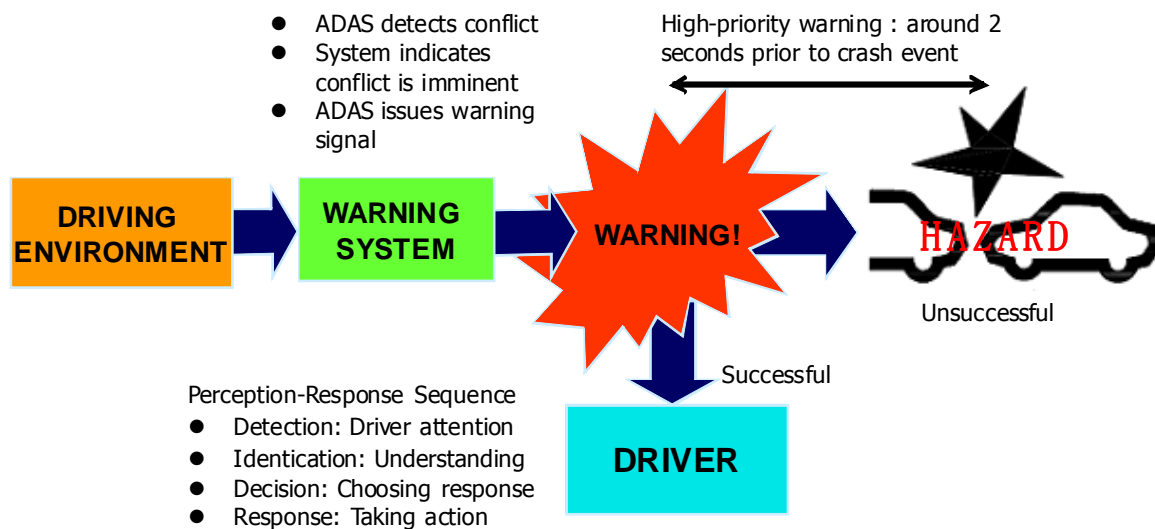 ● ADAS detects conflict
● System indicates
conflict is imminent
● ADAS issues warning
signal
High-priority warning : around 2
seconds prior to crash event
DRIVING
ENVIRONMENT
WARNING
SYSTEM
WARNING!
HAZARD
Unsuccessful
Successful
Perception-Response Sequence
● Detection: Driver attention
● Identication: Understanding
● Decision: Choosing response
● Response: Taking action
DRIVER